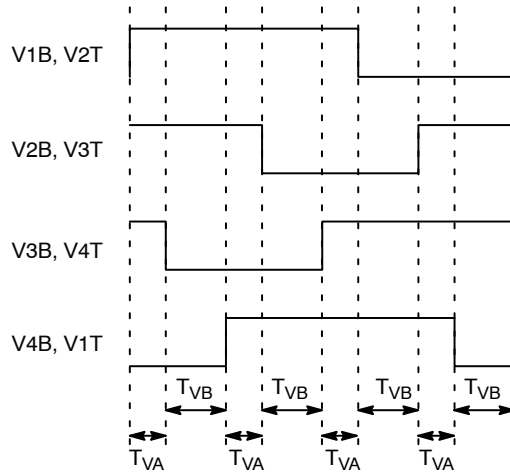 V1B, V2T
V2B, V3T
V3B, V4T
V4B, V1T
TVB TVB TVB TVB
TVA TVA TVA TVA